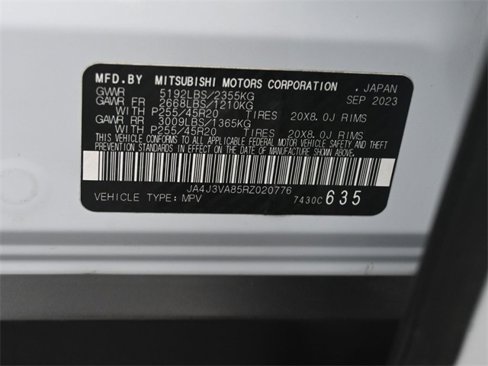 MFD.BY MITSUBISHI MOTORS CORPORATION , JAPAN
GVWR 5192LBS/2355KG SEP 2023
GAWR FR 2668LBS/1210KG
WITH P255/45R20 TIRES 20X8.0J RIMS
GAWR RR 3009LBS/1365KG
WITH P255/45R20 TIRES 20X8.0J RIMS
THIS VEHICLE CONFORMS TO ALL APPLICABLE FEDERAL MOTOR VEHICLE SAFETY AND THEFT
PREVENTION STANDARDS IN EFFECT ON THE DATE OF MANUFACTURE SHOWN ABOVE.
JA4J3VA85RZ020776
VEHICLE TYPE: MPV 7430C 635